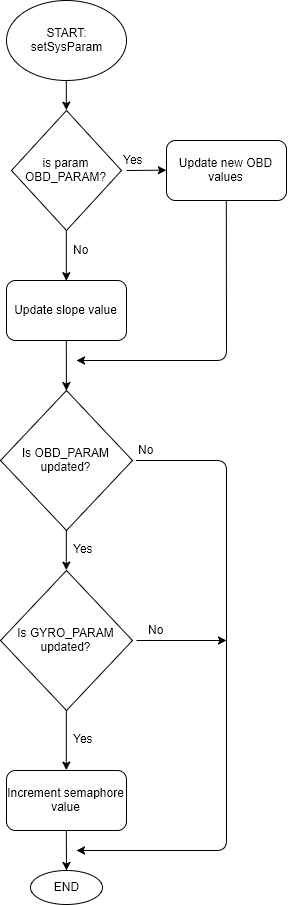 START:
setSysParam
is param
OBD_PARAM?
Yes
Update new OBD
values
No
Update slope value
Is OBD_PARAM
updated?
No
Yes
Is GYRO_PARAM
updated?
No
Yes
Increment semaphore
value
END